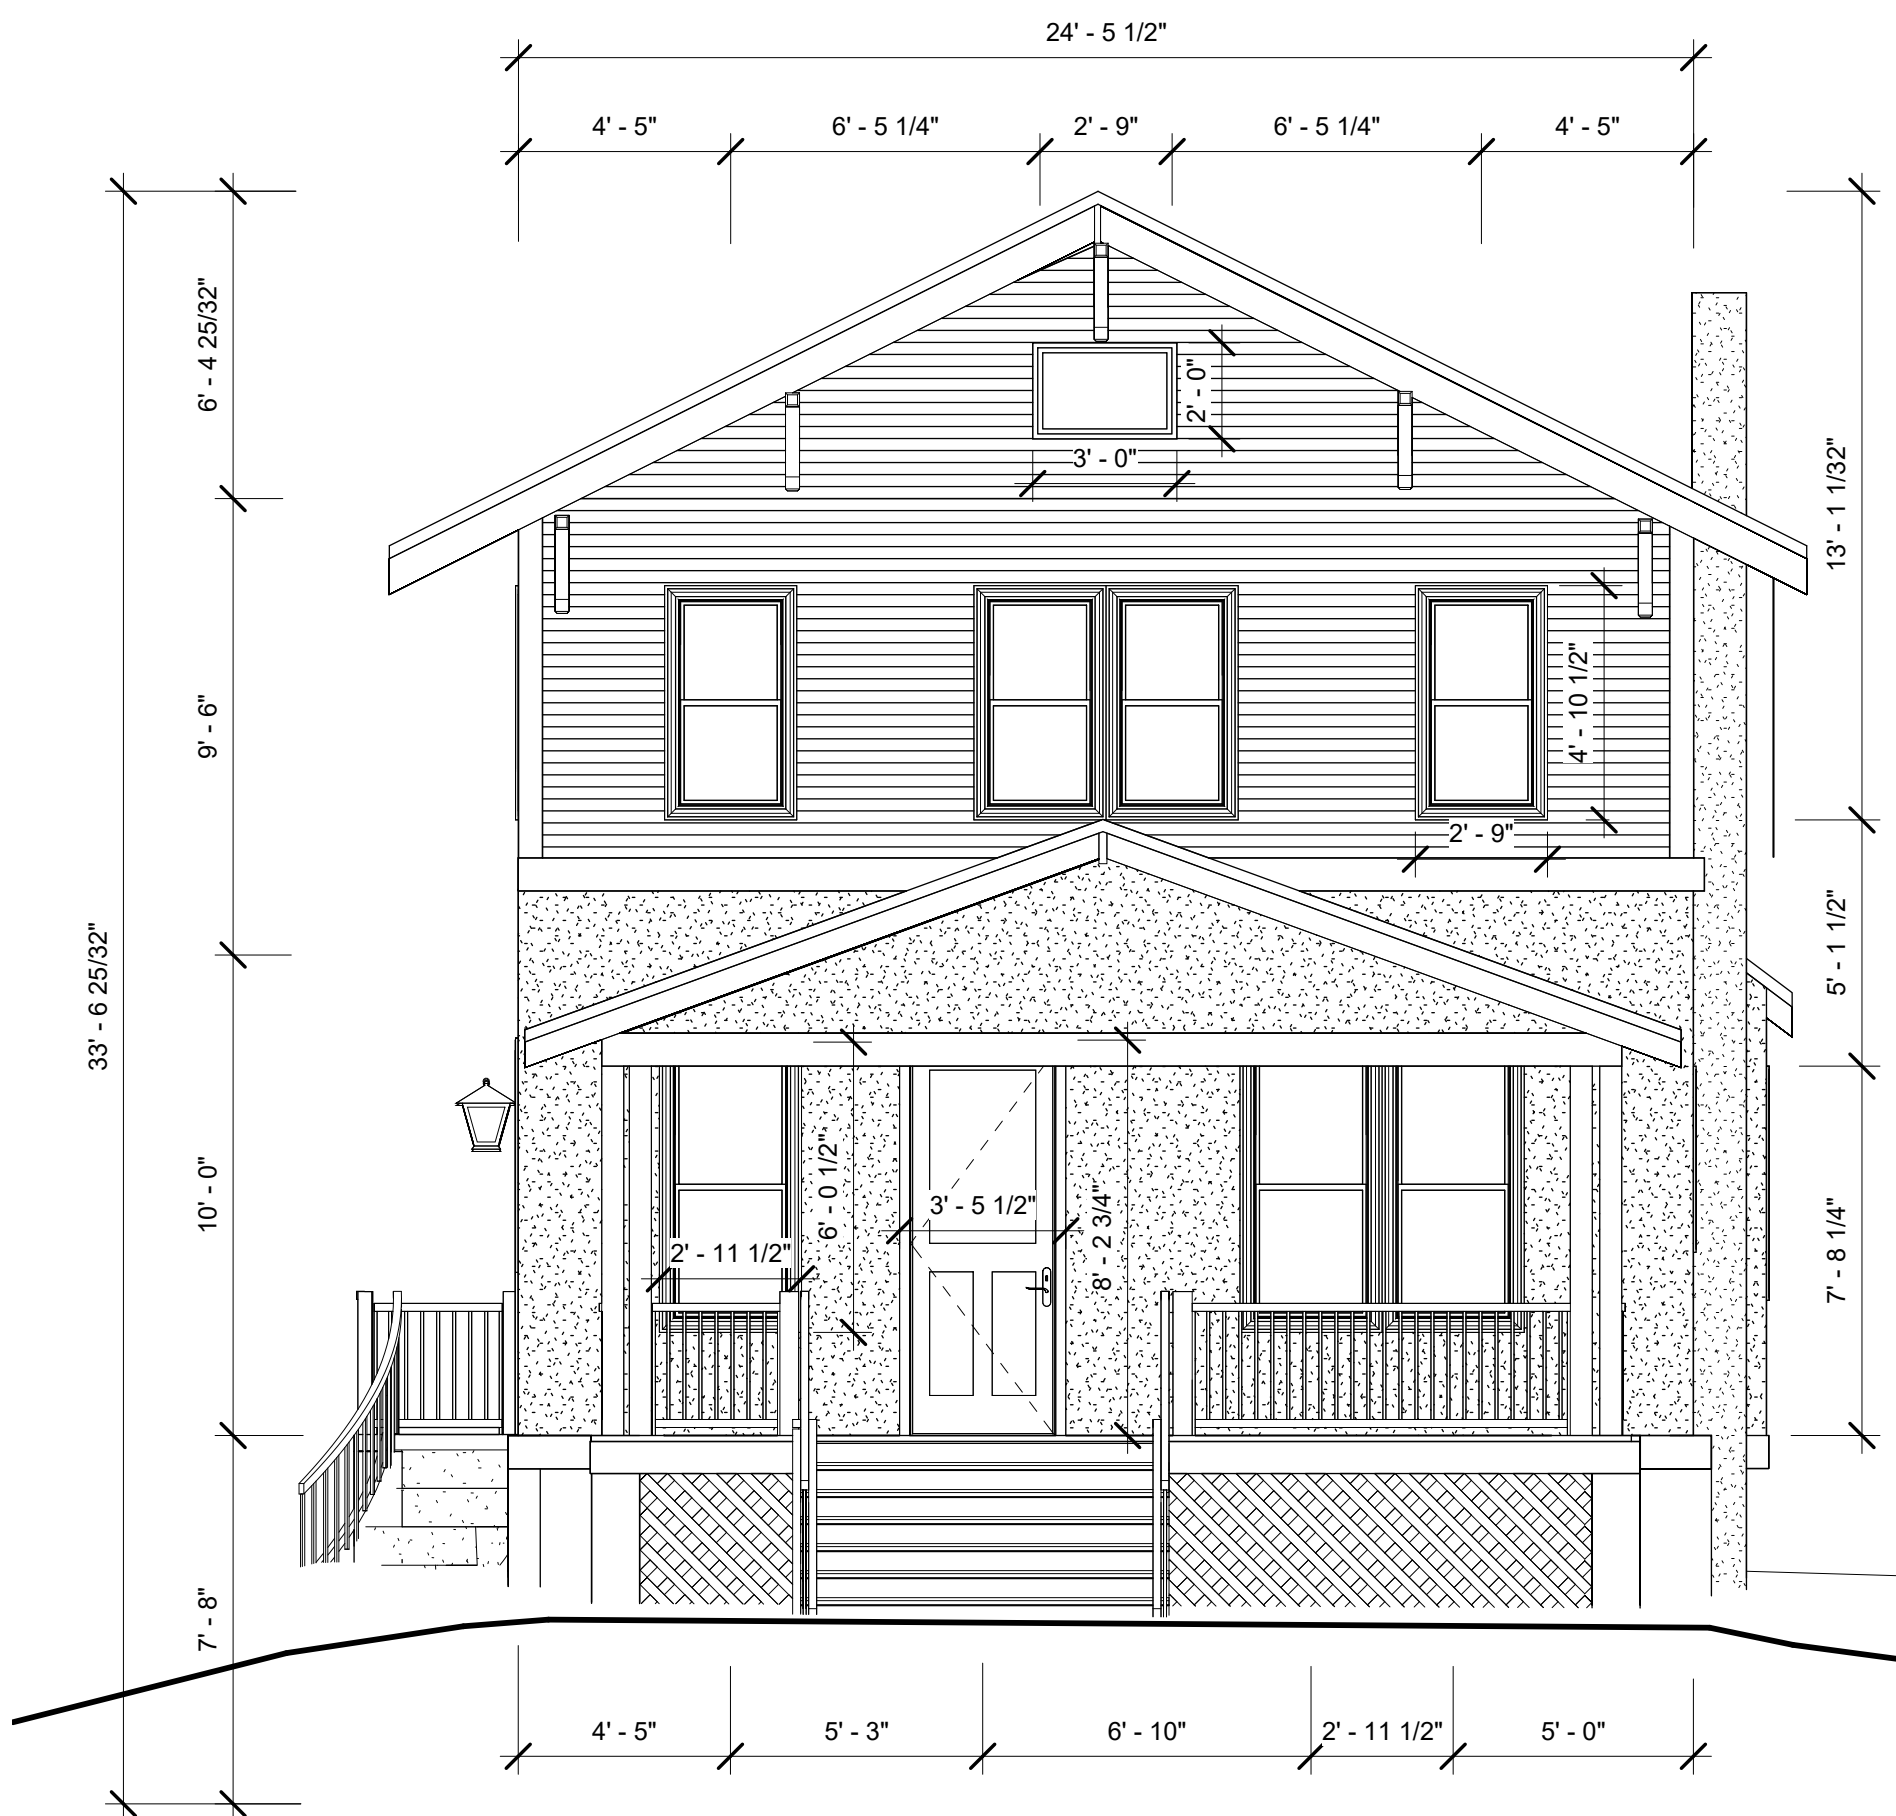 24' - 5 1/2"
4' - 5"
6' - 5 1/4"
2' - 9"
6' - 5 1/4"
4' - 5"
6' - 4 25/32"
2' - 0"
3' - 0"
13' - 1 1/32"
9' - 6"
4' - 10 1/2"
2' - 9"
33' - 6 25/32"
5' - 1 1/2"
10' - 0"
6' - 0 1/2"
3' - 5 1/2"
8' - 2 3/4"
2' - 11 1/2"
7' - 8 1/4"
7' - 8"
4' - 5"
5' - 3"
6' - 10"
2' - 11 1/2"
5' - 0"